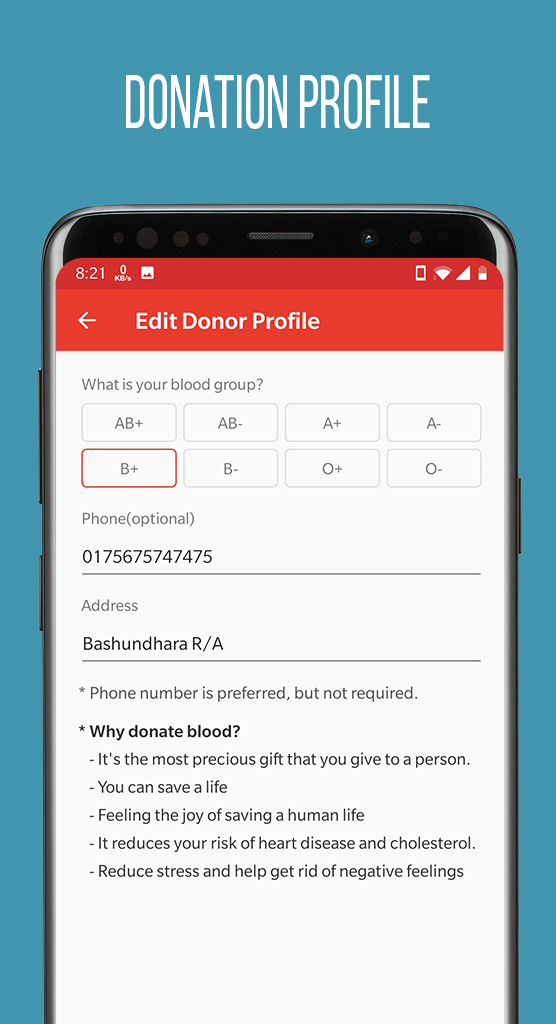 DONATION PROFILE
8:21 0 KB/s
Edit Donor Profile
What is your blood group?
AB+ AB- A+ A-
B+ B- O+ O-
Phone(optional)
0175675747475
Address
Bashundhara R/A
* Phone number is preferred, but not required.
* Why donate blood?
- It's the most precious gift that you give to a person.
- You can save a life
- Feeling the joy of saving a human life
- It reduces your risk of heart disease and cholesterol.
- Reduce stress and help get rid of negative feelings